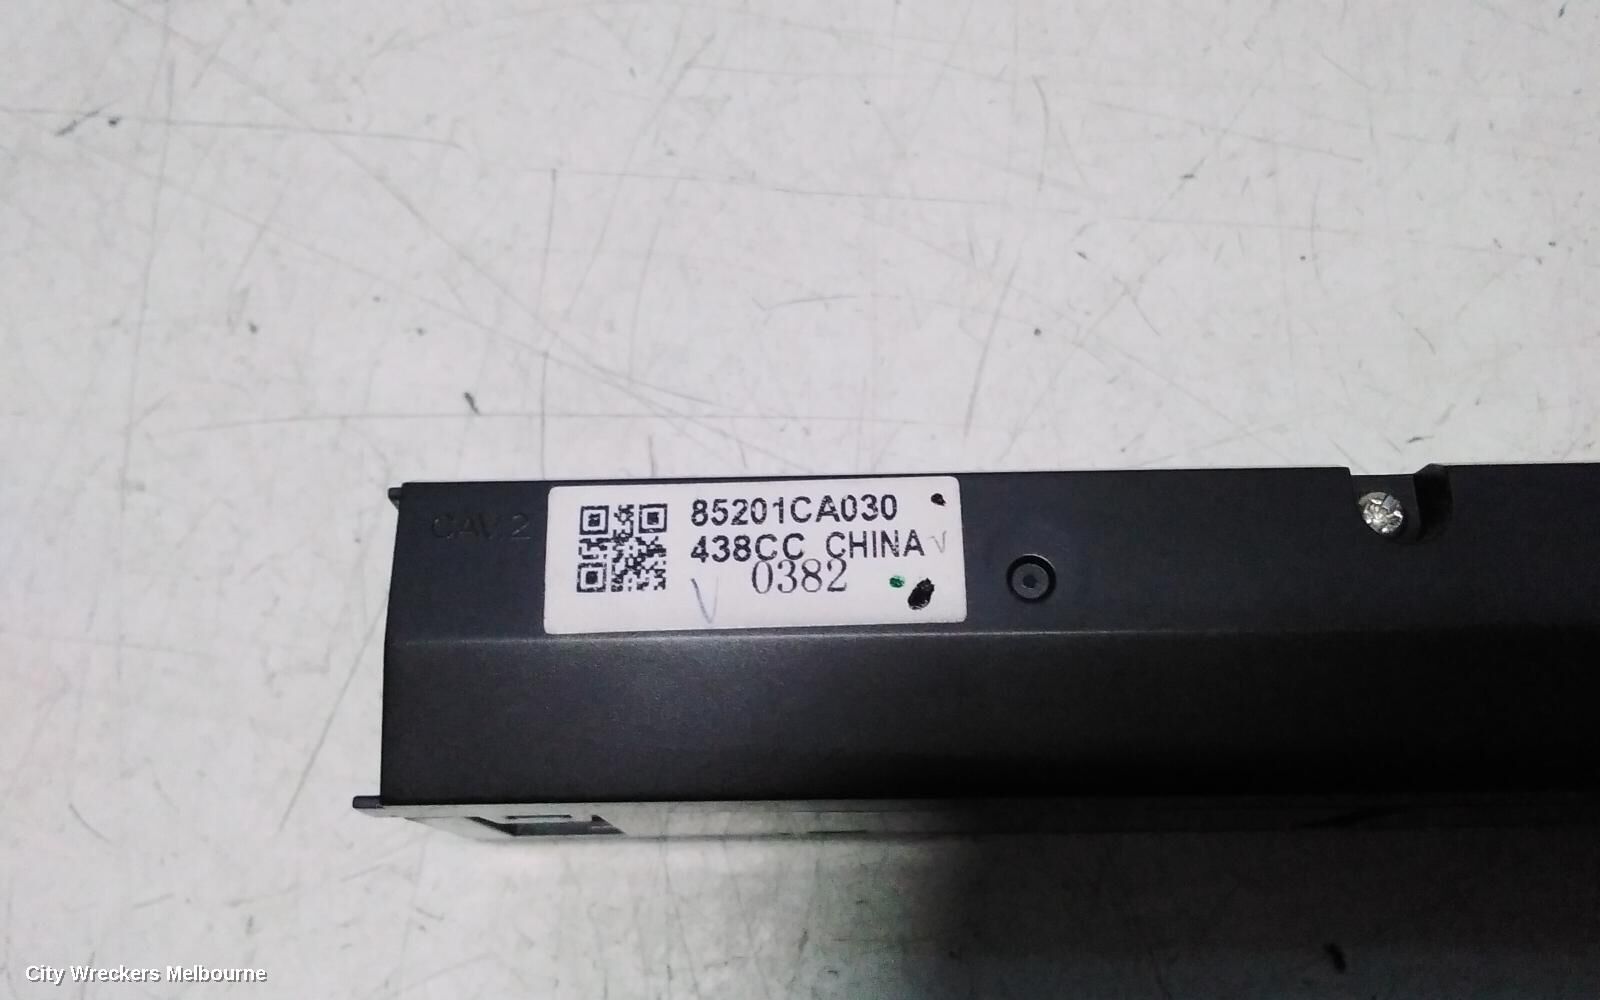 CAV.2
85201CA030
438CC CHINA V
0382
V
City Wreckers Melbourne